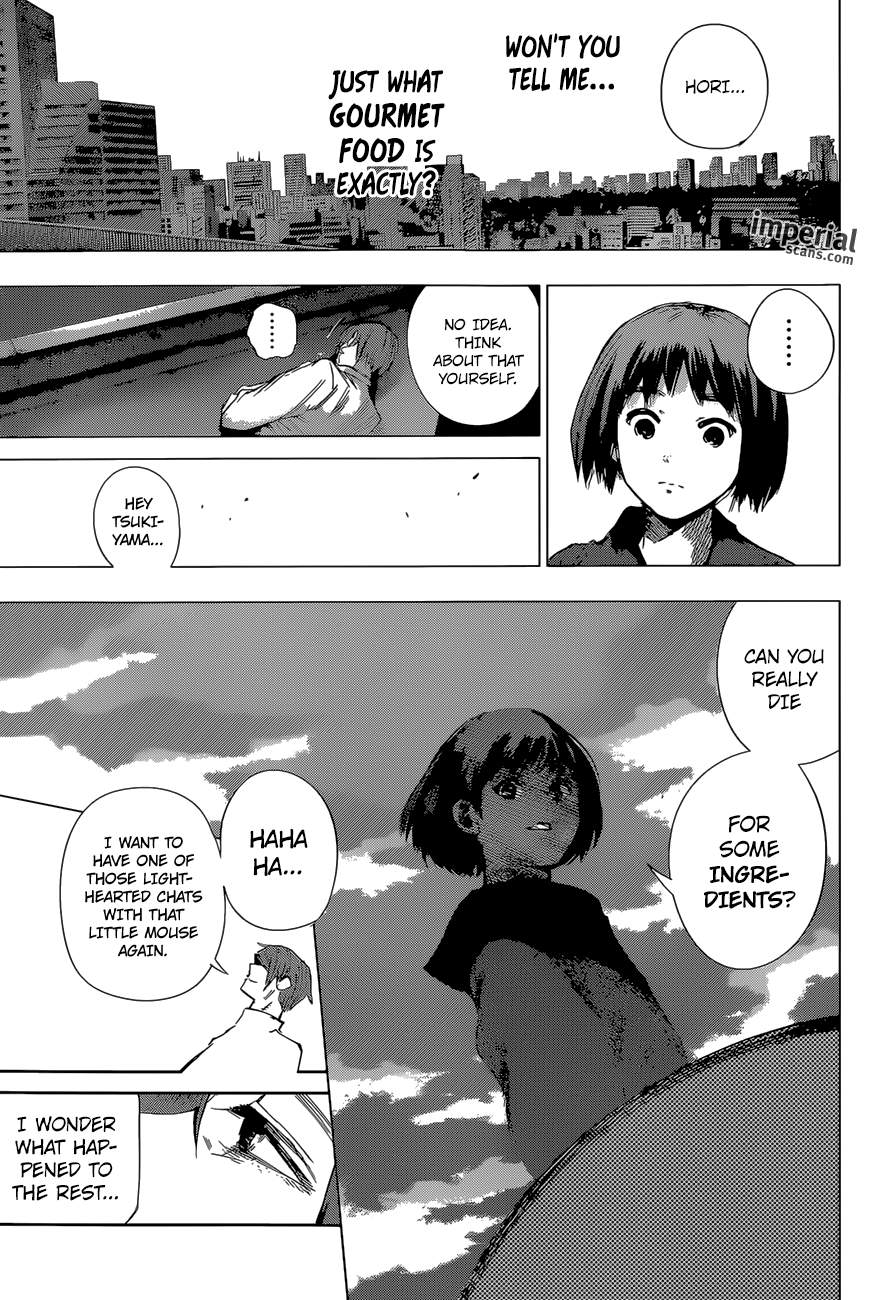 HORI...
WON'T YOU
TELL ME...
JUST WHAT
GOURMET
FOOD IS
EXACTLY?
imperial
scans.com
......
NO IDEA.
THINK
ABOUT THAT
YOURSELF.
....
HEY
TSUKI-
YAMA...
CAN YOU
REALLY
DIE
FOR
SOME
INGRE-
DIENTS?
HAHA
HA...
I WANT TO
HAVE ONE OF
THOSE LIGHT-
HEARTED CHATS
WITH THAT
LITTLE MOUSE
AGAIN.
I WONDER
WHAT HAP-
PENED TO
THE REST...